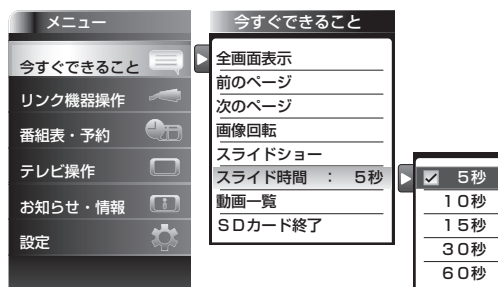 メニュー
今すぐできること
リンク機器操作
番組表・予約
テレビ操作
お知らせ・情報
設定
今すぐできること
全画面表示
前のページ
次のページ
画像回転
スライドショー
スライド時間 ： 5秒
動画一覧
ＳＤカード終了
5秒
１０秒
１５秒
３０秒
６０秒